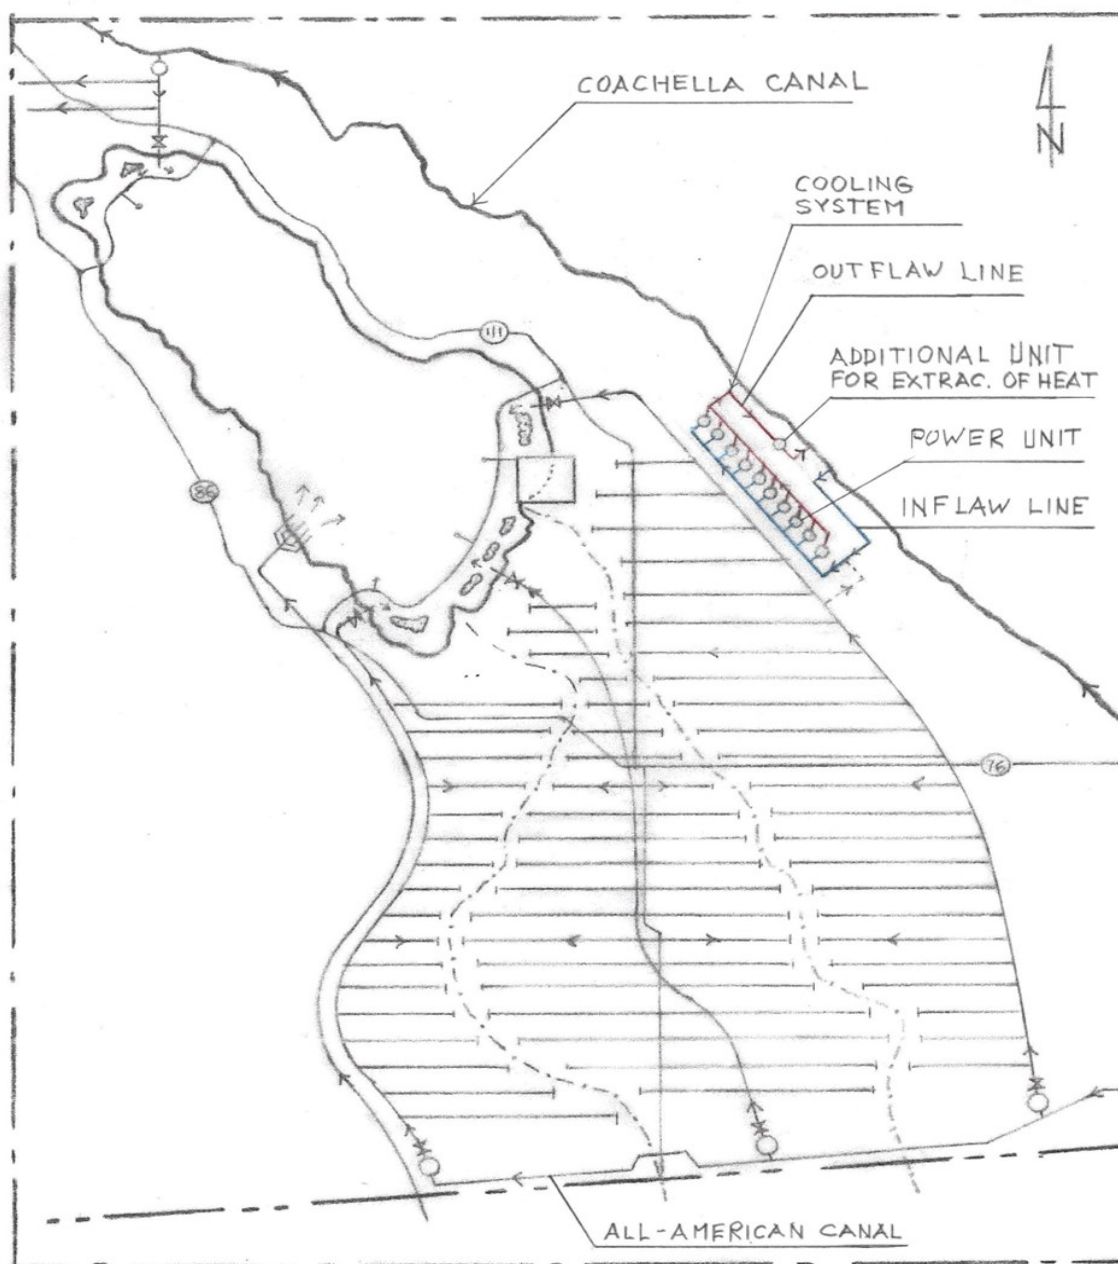 COACHELLA CANAL
N
COOLING
SYSTEM
OUTFLAW LINE
111
ADDITIONAL UNIT
FOR EXTRAC. OF HEAT
POWER UNIT
INFLAW LINE
86
76
ALL-AMERICAN CANAL